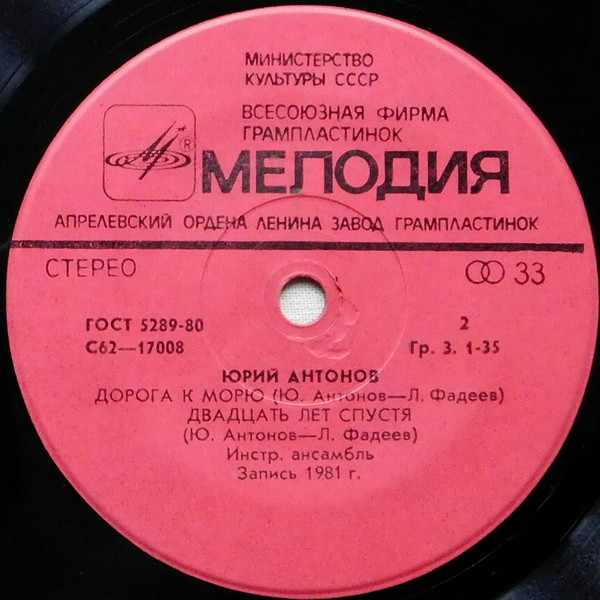 МИНИСТЕРСТВО
КУЛЬТУРЫ СССР
ВСЕСОЮЗНАЯ ФИРМА
ГРАМПЛАСТИНОК
®
МЕЛОДИЯ
АПРЕЛЕВСКИЙ ОРДЕНА ЛЕНИНА ЗАВОД ГРАМПЛАСТИНОК
СТЕРЕО 33
ГОСТ 5289-80 2
С62—17008 Гр. 3. 1-35
ЮРИЙ АНТОНОВ
ДОРОГА К МОРЮ (Ю. Антонов—Л. Фадеев)
ДВАДЦАТЬ ЛЕТ СПУСТЯ
(Ю. Антонов—Л. Фадеев)
Инстр. ансамбль
Запись 1981 г.